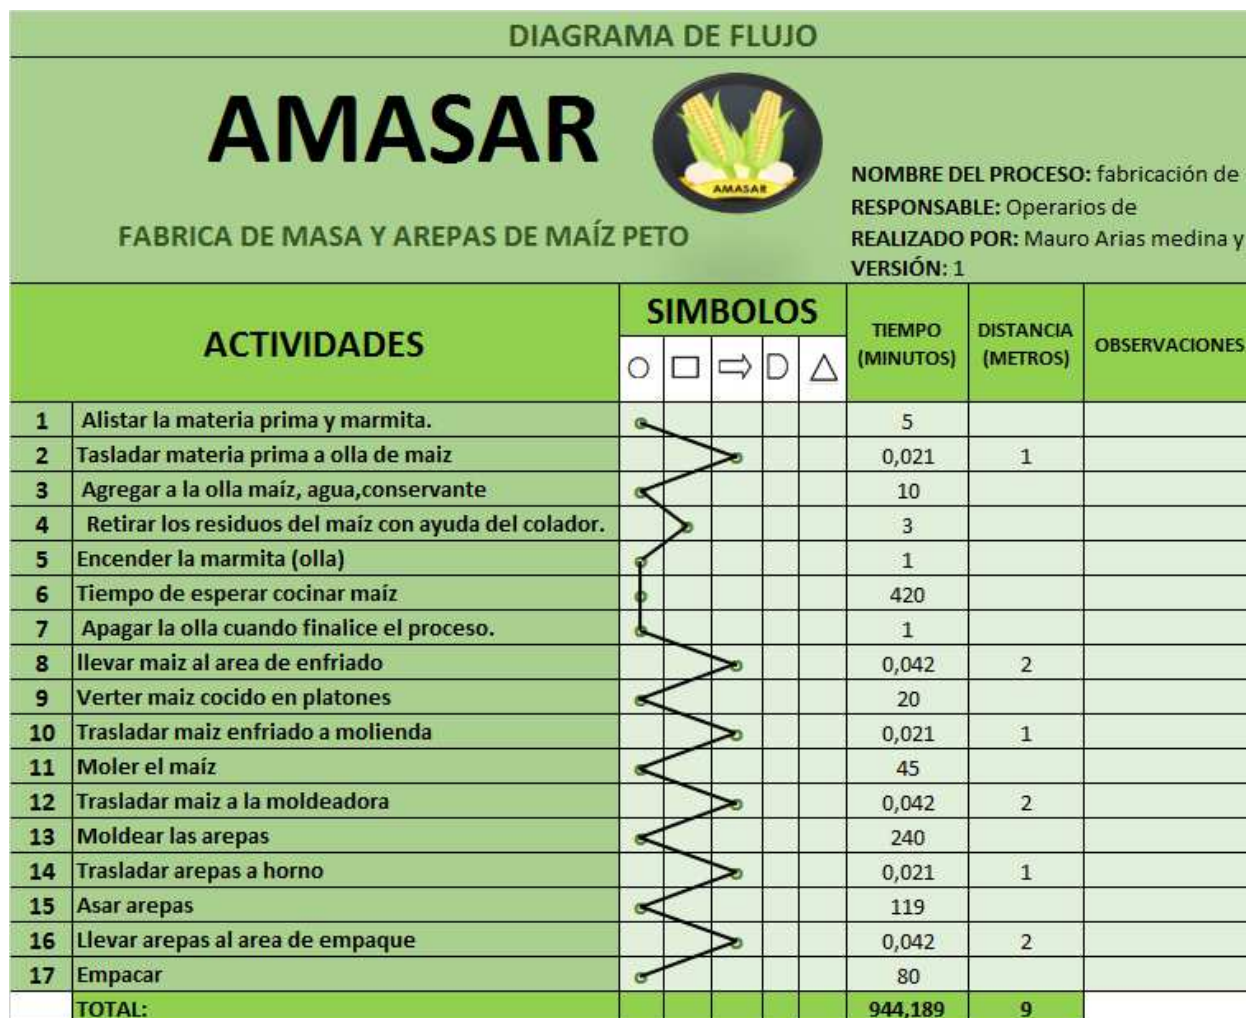 DIAGRAMA DE FLUJO
AMASAR
AMASAR
FABRICA DE MASA Y AREPAS DE MAÍZ PETO
NOMBRE DEL PROCESO: fabricación de
RESPONSABLE: Operarios de
REALIZADO POR: Mauro Arias medina y
VERSIÓN: 1
ACTIVIDADES
SIMBOLOS
TIEMPO
(MINUTOS)
DISTANCIA
(METROS)
OBSERVACIONES
1 Alistar la materia prima y marmita. 5
2 Tasladar materia prima a olla de maiz 0,021 1
3 Agregar a la olla maíz, agua,conservante 10
4 Retirar los residuos del maíz con ayuda del colador. 3
5 Encender la marmita (olla) 1
6 Tiempo de esperar cocinar maíz 420
7 Apagar la olla cuando finalice el proceso. 1
8 llevar maiz al area de enfriado 0,042 2
9 Verter maiz cocido en platones 20
10 Trasladar maiz enfriado a molienda 0,021 1
11 Moler el maíz 45
12 Trasladar maiz a la moldeadora 0,042 2
13 Moldear las arepas 240
14 Trasladar arepas a horno 0,021 1
15 Asar arepas 119
16 Llevar arepas al area de empaque 0,042 2
17 Empacar 80
TOTAL: 944,189 9